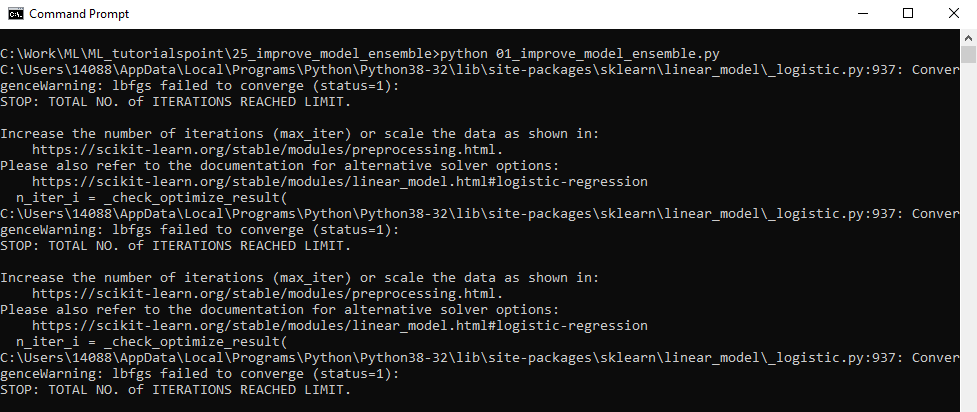 Command Prompt
C:\Work\ML\ML_tutorialspoint\25_improve_model_ensemble>python 01_improve_model_ensemble.py
C:\Users\14088\AppData\Local\Programs\Python\Python38-32\lib\site-packages\sklearn\linear_model\_logistic.py:937: Conver
genceWarning: lbfgs failed to converge (status=1):
STOP: TOTAL NO. of ITERATIONS REACHED LIMIT.
Increase the number of iterations (max_iter) or scale the data as shown in:
    https://scikit-learn.org/stable/modules/preprocessing.html.
Please also refer to the documentation for alternative solver options:
    https://scikit-learn.org/stable/modules/linear_model.html#logistic-regression
  n_iter_i = _check_optimize_result(
C:\Users\14088\AppData\Local\Programs\Python\Python38-32\lib\site-packages\sklearn\linear_model\_logistic.py:937: Conver
genceWarning: lbfgs failed to converge (status=1):
STOP: TOTAL NO. of ITERATIONS REACHED LIMIT.
Increase the number of iterations (max_iter) or scale the data as shown in:
    https://scikit-learn.org/stable/modules/preprocessing.html.
Please also refer to the documentation for alternative solver options:
    https://scikit-learn.org/stable/modules/linear_model.html#logistic-regression
  n_iter_i = _check_optimize_result(
C:\Users\14088\AppData\Local\Programs\Python\Python38-32\lib\site-packages\sklearn\linear_model\_logistic.py:937: Conver
genceWarning: lbfgs failed to converge (status=1):
STOP: TOTAL NO. of ITERATIONS REACHED LIMIT.